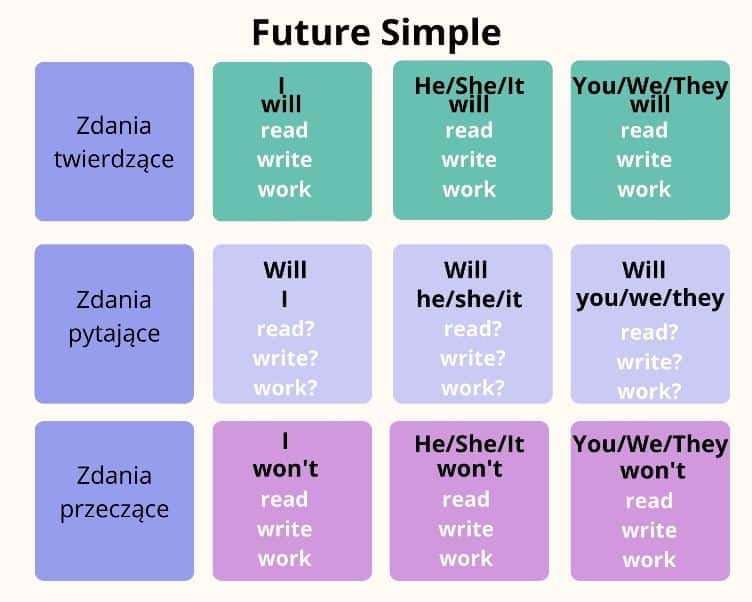 Future Simple
Zdania
twierdzące
I
will
read
write
work
He/She/It
will
read
write
work
You/We/They
will
read
write
work
Zdania
pytające
Will
I
read?
write?
work?
Will
he/she/it
read?
write?
work?
Will
you/we/they
read?
write?
work?
Zdania
przeczące
I
won't
read
write
work
He/She/It
won't
read
write
work
You/We/They
won't
read
write
work